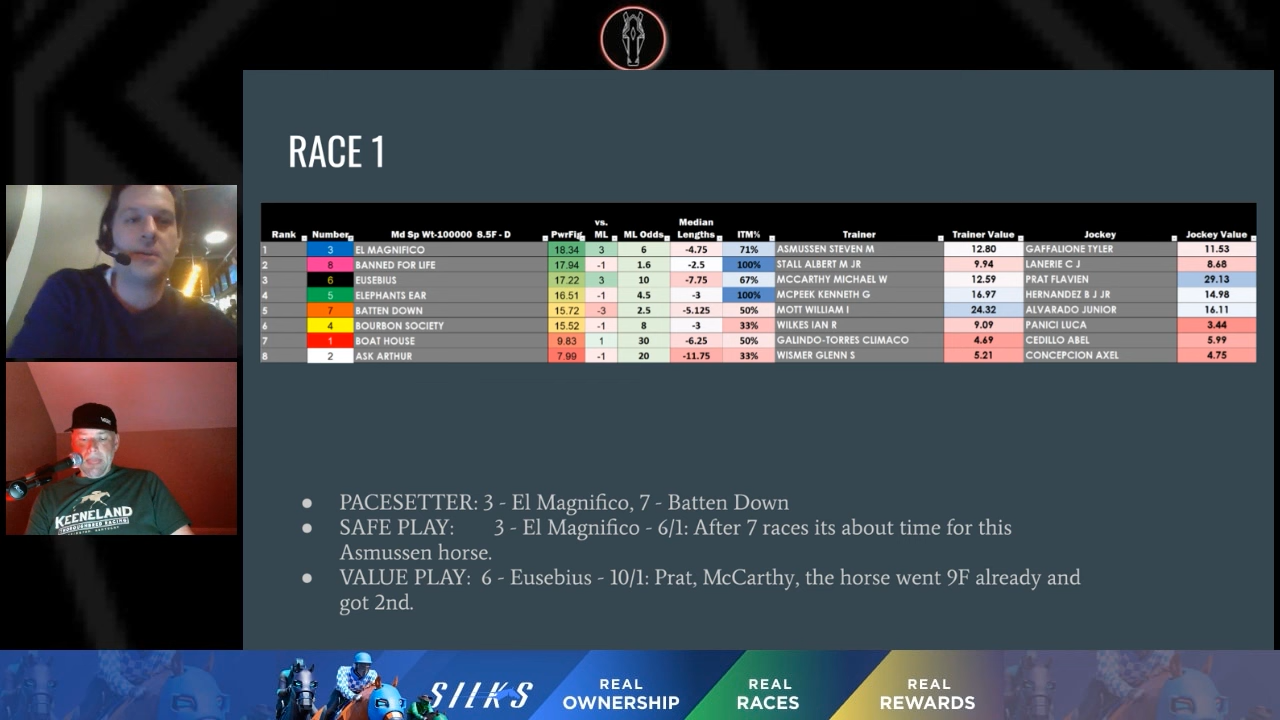 RACE 1
Rank Number Md Sp Wt-100000 8.5F - D PwrFig vs. ML ML Odds Median Lengths ITM% Trainer Trainer Value Jockey Jockey Value
1 3 EL MAGNIFICO 18.34 3 6 -4.75 71% ASMUSSEN STEVEN M 12.80 GAFFALIONE TYLER 11.53
2 8 BANNED FOR LIFE 17.94 -1 1.6 -2.5 100% STALL ALBERT M JR 9.94 LANERIE C J 8.68
3 6 EUSEBIUS 17.22 3 10 -7.75 67% MCCARTHY MICHAEL W 12.59 PRAT FLAVIEN 29.13
4 5 ELEPHANTS EAR 16.51 -1 4.5 -3 100% MCPEEK KENNETH G 16.97 HERNANDEZ B J JR 14.98
5 7 BATTEN DOWN 15.72 -3 2.5 -5.125 50% MOTT WILLIAM I 24.32 ALVARADO JUNIOR 16.11
6 4 BOURBON SOCIETY 15.52 -1 8 -3 33% WILKES IAN R 9.09 PANICI LUCA 3.44
7 1 BOAT HOUSE 9.83 1 30 -6.25 50% GALINDO-TORRES CLIMACO 4.69 CEDILLO ABEL 5.99
8 2 ASK ARTHUR 7.99 -1 20 -11.75 33% WISMER GLENN S 5.21 CONCEPCION AXEL 4.75
● PACESETTER: 3 - El Magnifico, 7 - Batten Down
● SAFE PLAY: 3 - El Magnifico - 6/1: After 7 races its about time for this
Asmussen horse.
● VALUE PLAY: 6 - Eusebius - 10/1: Prat, McCarthy, the horse went 9F already and
got 2nd.
KEENELAND
THOROUGHBRED RACING
SILKS
REAL OWNERSHIP
REAL RACES
REAL REWARDS